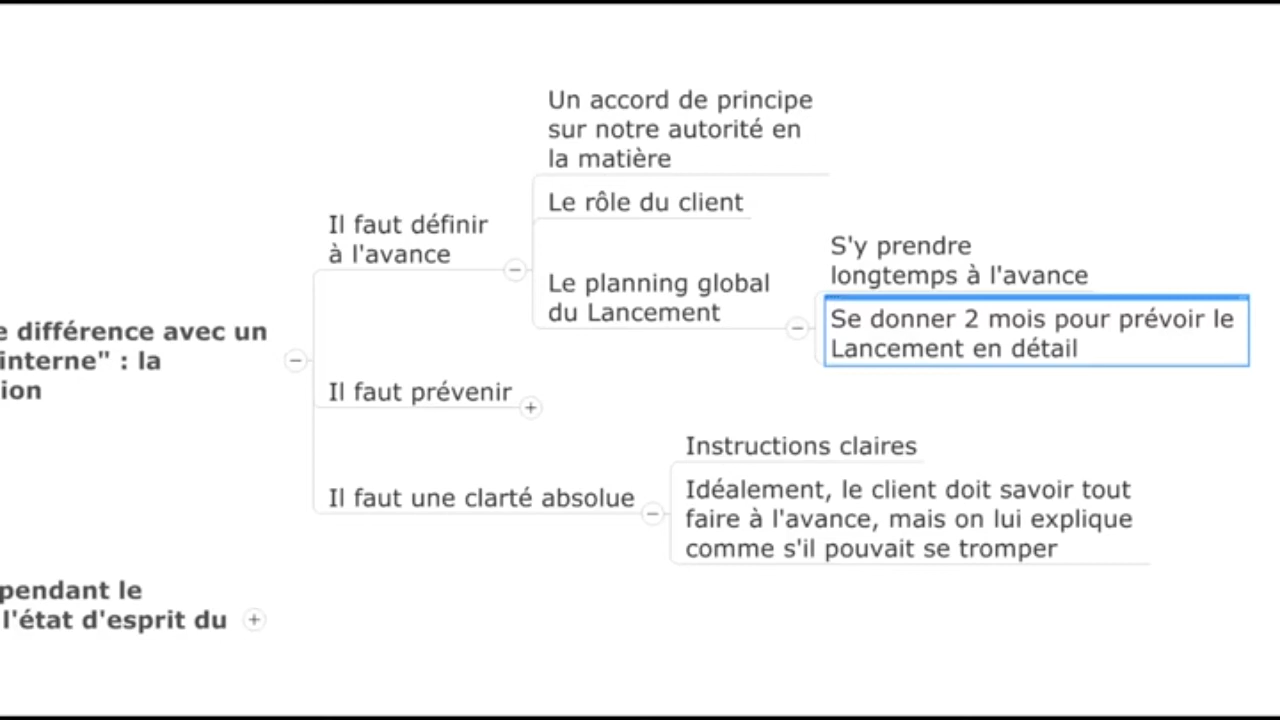 Un accord de principe
sur notre autorité en
la matière
Le rôle du client
Il faut définir
à l'avance
S'y prendre
longtemps à l'avance
Le planning global
du Lancement
Se donner 2 mois pour prévoir le
Lancement en détail
e différence avec un
interne" : la
ion
Il faut prévenir
Instructions claires
Il faut une clarté absolue
Idéalement, le client doit savoir tout
faire à l'avance, mais on lui explique
comme s'il pouvait se tromper
pendant le
l'état d'esprit du